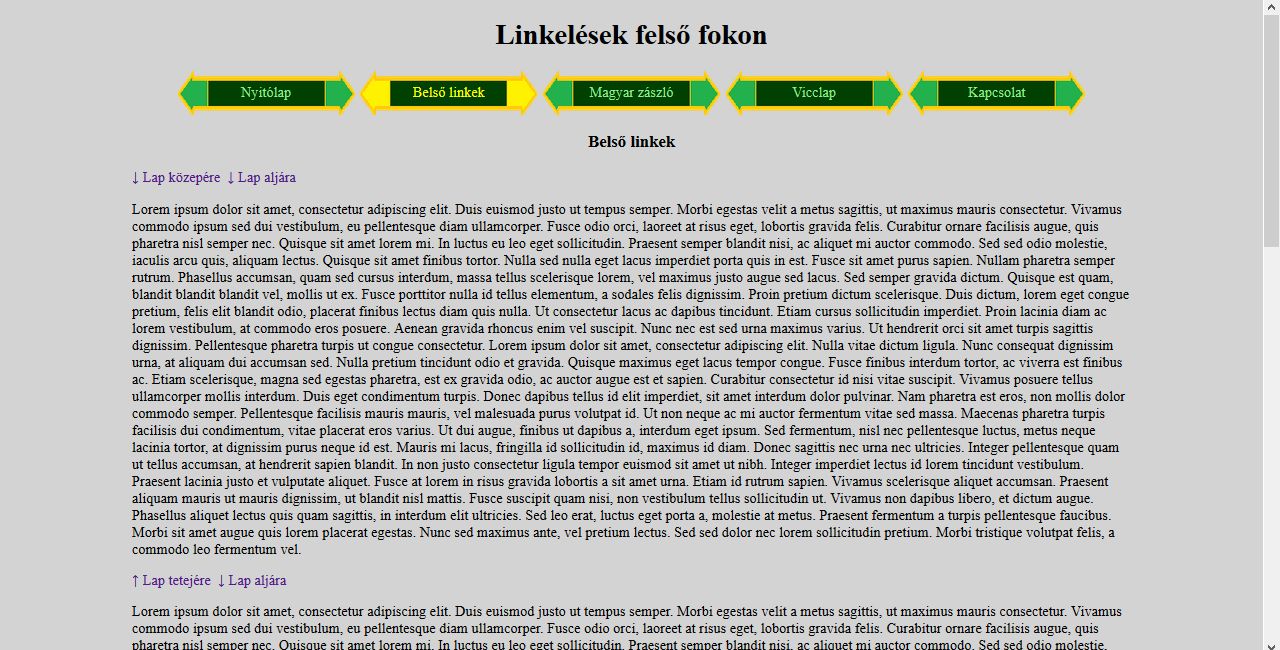 Linkelések felső fokon
Nyitólap Belső linkek Magyar zászló Vicclap Kapcsolat
Belső linkek
↓ Lap közepére ↓ Lap aljára
Lorem ipsum dolor sit amet, consectetur adipiscing elit. Duis euismod justo ut tempus semper. Morbi egestas velit a metus sagittis, ut maximus mauris consectetur. Vivamus
commodo ipsum sed dui vestibulum, eu pellentesque diam ullamcorper. Fusce odio orci, laoreet at risus eget, lobortis gravida felis. Curabitur ornare facilisis augue, quis
pharetra nisl semper nec. Quisque sit amet lorem mi. In luctus eu leo eget sollicitudin. Praesent semper blandit nisi, ac aliquet mi auctor commodo. Sed sed odio molestie,
iaculis arcu quis, aliquam lectus. Quisque sit amet finibus tortor. Nulla sed nulla eget lacus imperdiet porta quis in est. Fusce sit amet purus sapien. Nullam pharetra semper
rutrum. Phasellus accumsan, quam sed cursus interdum, massa tellus scelerisque lorem, vel maximus justo augue sed lacus. Sed semper gravida dictum. Quisque est quam,
blandit blandit blandit vel, mollis ut ex. Fusce porttitor nulla id tellus elementum, a sodales felis dignissim. Proin pretium dictum scelerisque. Duis dictum, lorem eget congue
pretium, felis elit blandit odio, placerat finibus lectus diam quis nulla. Ut consectetur lacus ac dapibus tincidunt. Etiam cursus sollicitudin imperdiet. Proin lacinia diam ac
lorem vestibulum, at commodo eros posuere. Aenean gravida rhoncus enim vel suscipit. Nunc nec est sed urna maximus varius. Ut hendrerit orci sit amet turpis sagittis
dignissim. Pellentesque pharetra turpis ut congue consectetur. Lorem ipsum dolor sit amet, consectetur adipiscing elit. Nulla vitae dictum ligula. Nunc consequat dignissim
urna, at aliquam dui accumsan sed. Nulla pretium tincidunt odio et gravida. Quisque maximus eget lacus tempor congue. Fusce finibus interdum tortor, ac viverra est finibus
ac. Etiam scelerisque, magna sed egestas pharetra, est ex gravida odio, ac auctor augue est et sapien. Curabitur consectetur id nisi vitae suscipit. Vivamus posuere tellus
ullamcorper mollis interdum. Duis eget condimentum turpis. Donec dapibus tellus id elit imperdiet, sit amet interdum dolor pulvinar. Nam pharetra est eros, non mollis dolor
commodo semper. Pellentesque facilisis mauris mauris, vel malesuada purus volutpat id. Ut non neque ac mi auctor fermentum vitae sed massa. Maecenas pharetra turpis
facilisis dui condimentum, vitae placerat eros varius. Ut dui augue, finibus ut dapibus a, interdum eget ipsum. Sed fermentum, nisl nec pellentesque luctus, metus neque
lacinia tortor, at dignissim purus neque id est. Mauris mi lacus, fringilla id sollicitudin id, maximus id diam. Donec sagittis nec urna nec ultricies. Integer pellentesque quam
ut tellus accumsan, at hendrerit sapien blandit. In non justo consectetur ligula tempor euismod sit amet ut nibh. Integer imperdiet lectus id lorem tincidunt vestibulum.
Praesent lacinia justo et vulputate aliquet. Fusce at lorem in risus gravida lobortis a sit amet urna. Etiam id rutrum sapien. Vivamus scelerisque aliquet accumsan. Praesent
aliquam mauris ut mauris dignissim, ut blandit nisl mattis. Fusce suscipit quam nisi, non vestibulum tellus sollicitudin ut. Vivamus non dapibus libero, et dictum augue.
Phasellus aliquet lectus quis quam sagittis, in interdum elit ultricies. Sed leo erat, luctus eget porta a, molestie at metus. Praesent fermentum a turpis pellentesque faucibus.
Morbi sit amet augue quis lorem placerat egestas. Nunc sed maximus ante, vel pretium lectus. Sed sed dolor nec lorem sollicitudin pretium. Morbi tristique volutpat felis, a
commodo leo fermentum vel.
↑ Lap tetejére ↓ Lap aljára
Lorem ipsum dolor sit amet, consectetur adipiscing elit. Duis euismod justo ut tempus semper. Morbi egestas velit a metus sagittis, ut maximus mauris consectetur. Vivamus
commodo ipsum sed dui vestibulum, eu pellentesque diam ullamcorper. Fusce odio orci, laoreet at risus eget, lobortis gravida felis. Curabitur ornare facilisis augue, quis
pharetra nisl semper nec. Quisque sit amet lorem mi. In luctus eu leo eget sollicitudin. Praesent semper blandit nisi, ac aliquet mi auctor commodo. Sed sed odio molestie,